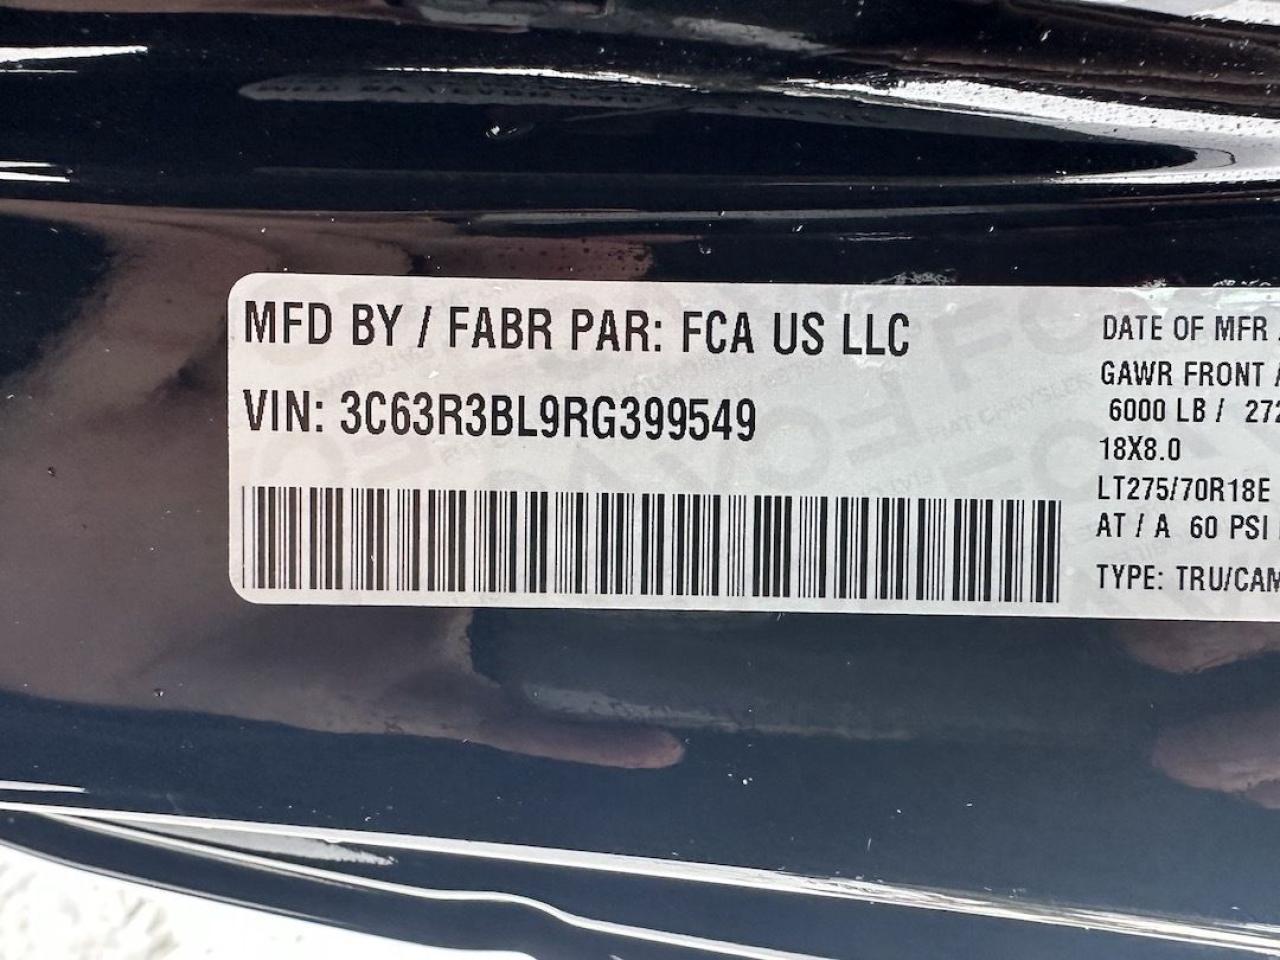 MFD BY / FABR PAR: FCA US LLC
VIN: 3C63R3BL9RG399549
DATE OF MFR
GAWR FRONT
6000 LB / 272
18X8.0
LT275/70R18E
AT / A 60 PSI
TYPE: TRU/CAM